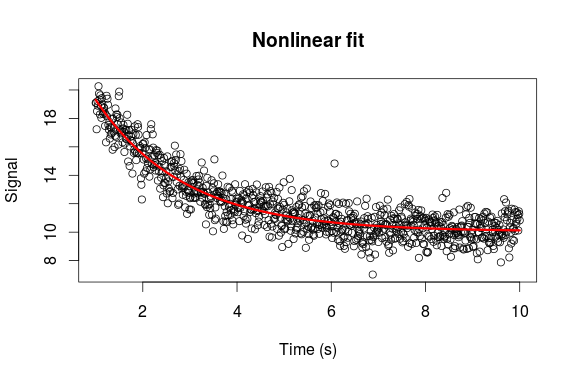 Nonlinear fit
Signal
18
14
10
8
2 4 6 8 10
Time (s)